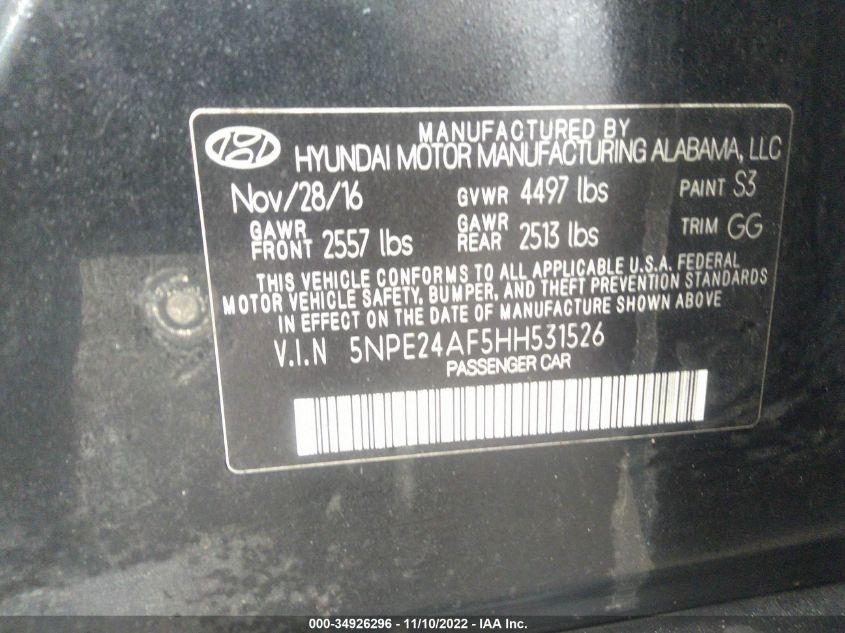 MANUFACTURED BY
HYUNDAI MOTOR MANUFACTURING ALABAMA, LLC
Nov/28/16 GVWR 4497 lbs PAINT S3
GAWR FRONT 2557 lbs GAWR REAR 2513 lbs TRIM GG
THIS VEHICLE CONFORMS TO ALL APPLICABLE U.S.A. FEDERAL
MOTOR VEHICLE SAFETY, BUMPER, AND THEFT PREVENTION STANDARDS
IN EFFECT ON THE DATE OF MANUFACTURE SHOWN ABOVE
V.I.N 5NPE24AF5HH531526
PASSENGER CAR
000-34926296 - 11/10/2022 - IAA Inc.